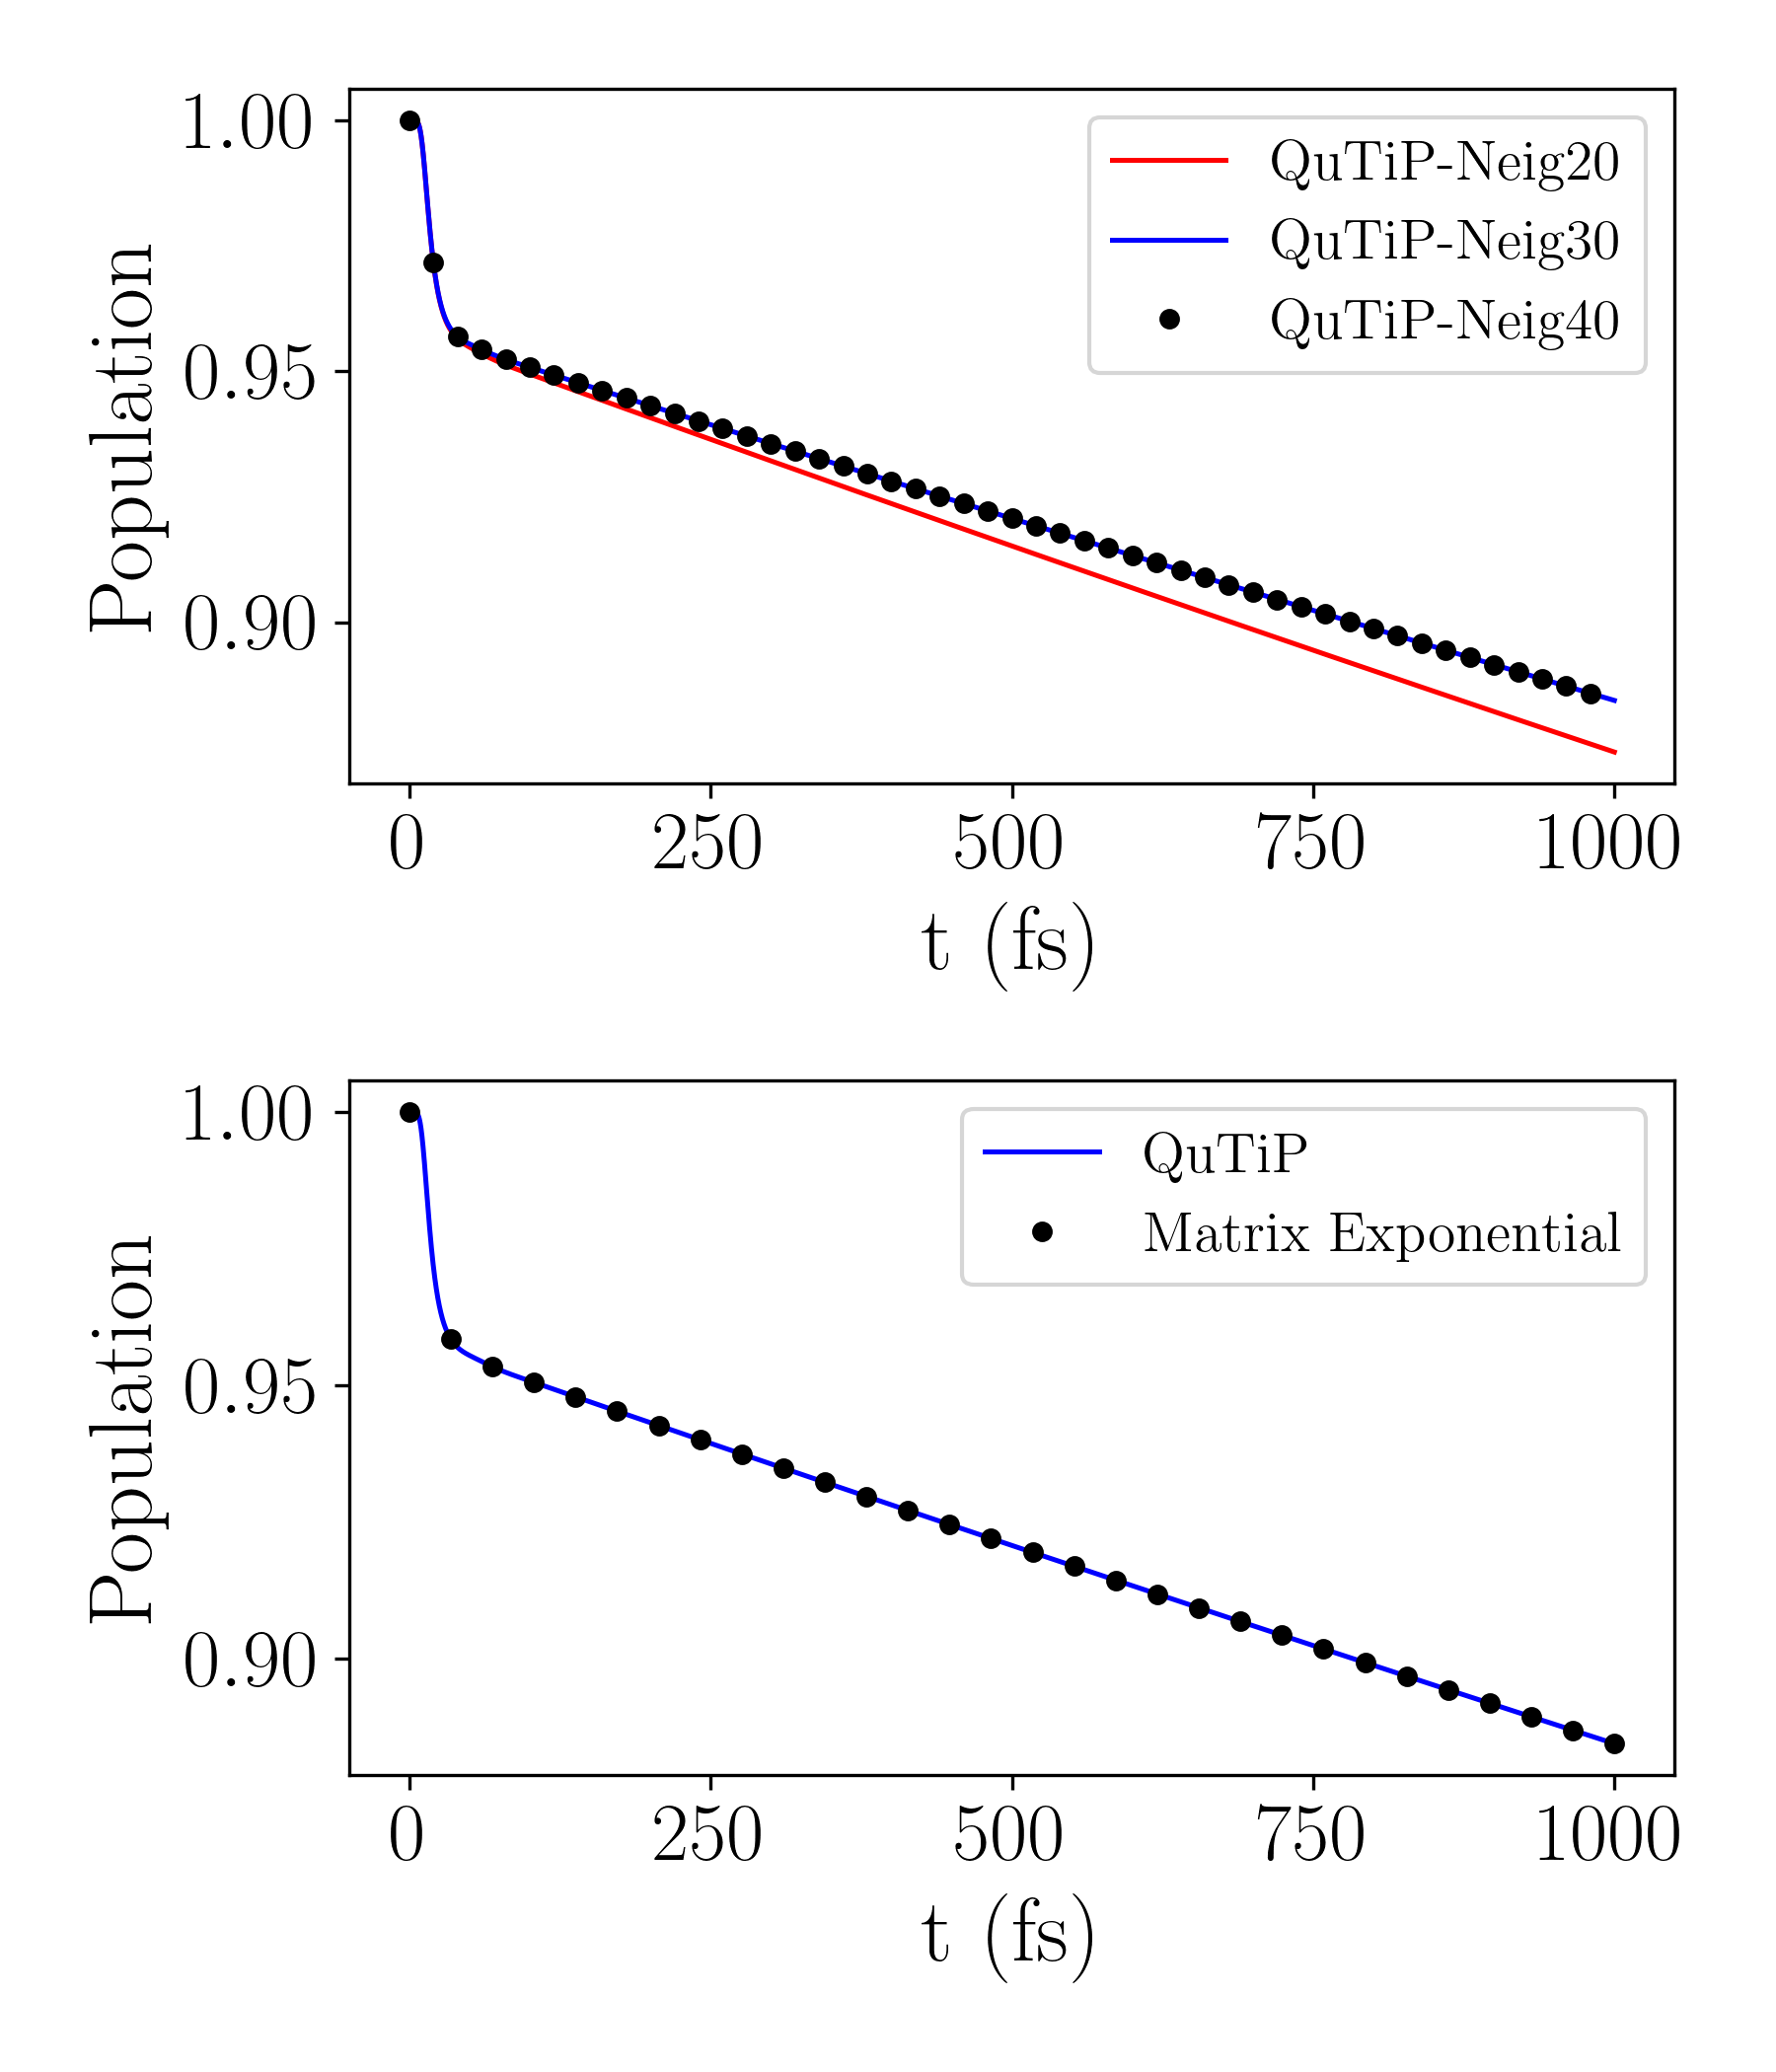 1.00
0.95
0.90
Population
QuTiP-Neig20
QuTiP-Neig30
QuTiP-Neig40
0 250 500 750 1000
t (fs)
1.00
0.95
0.90
Population
QuTiP
Matrix Exponential
0 250 500 750 1000
t (fs)